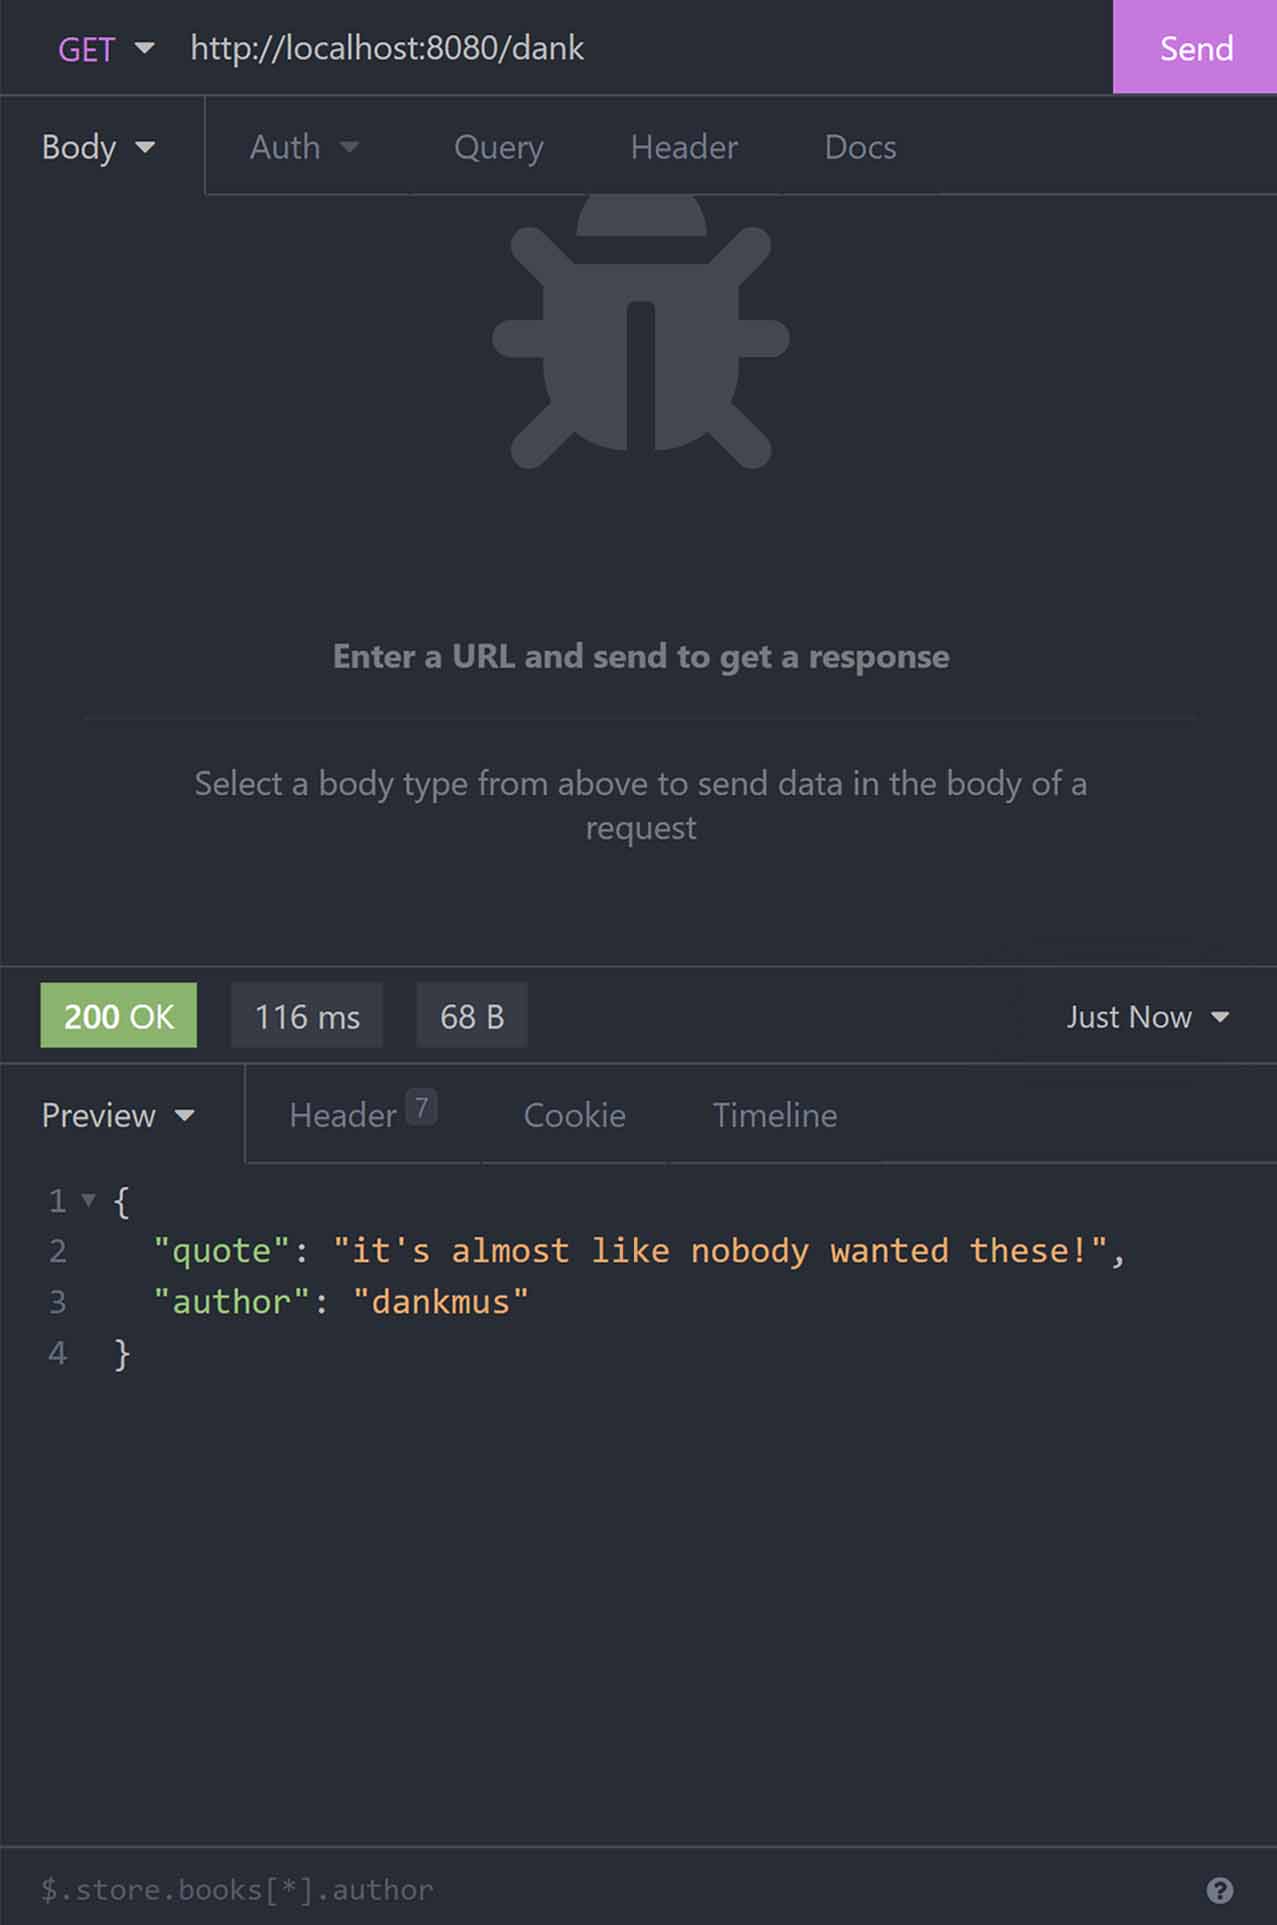 GET http://localhost:8080/dank Send
Body Auth Query Header Docs
Enter a URL and send to get a response
Select a body type from above to send data in the body of a
request
200 OK 116 ms 68 B Just Now
Preview Header 7 Cookie Timeline
1 {
2 "quote": "it's almost like nobody wanted these!",
3 "author": "dankmus"
4 }
$.store.books[*].author ?